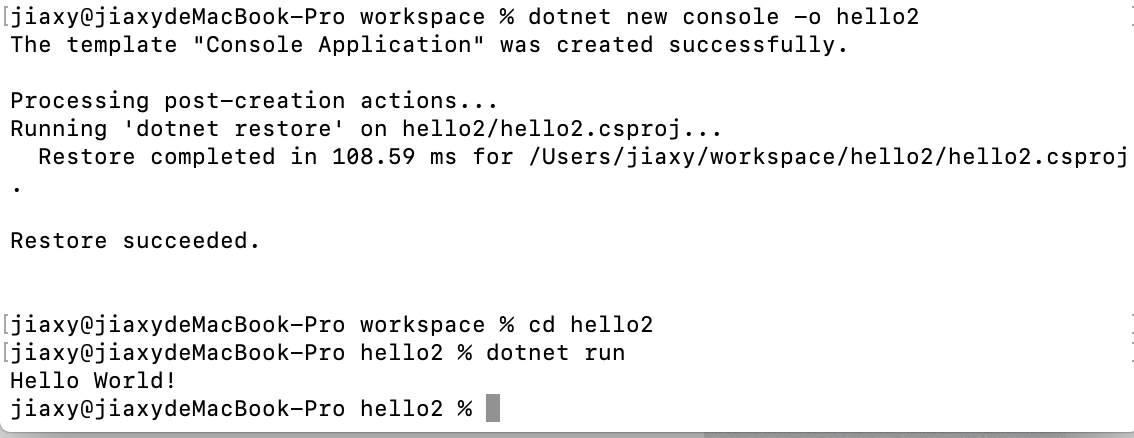 [jiaxy@jiaxydeMacBook-Pro workspace % dotnet new console -o hello2
The template "Console Application" was created successfully.
Processing post-creation actions...
Running 'dotnet restore' on hello2/hello2.csproj...
  Restore completed in 108.59 ms for /Users/jiaxy/workspace/hello2/hello2.csproj
.
Restore succeeded.
[jiaxy@jiaxydeMacBook-Pro workspace % cd hello2
[jiaxy@jiaxydeMacBook-Pro hello2 % dotnet run
Hello World!
jiaxy@jiaxydeMacBook-Pro hello2 %